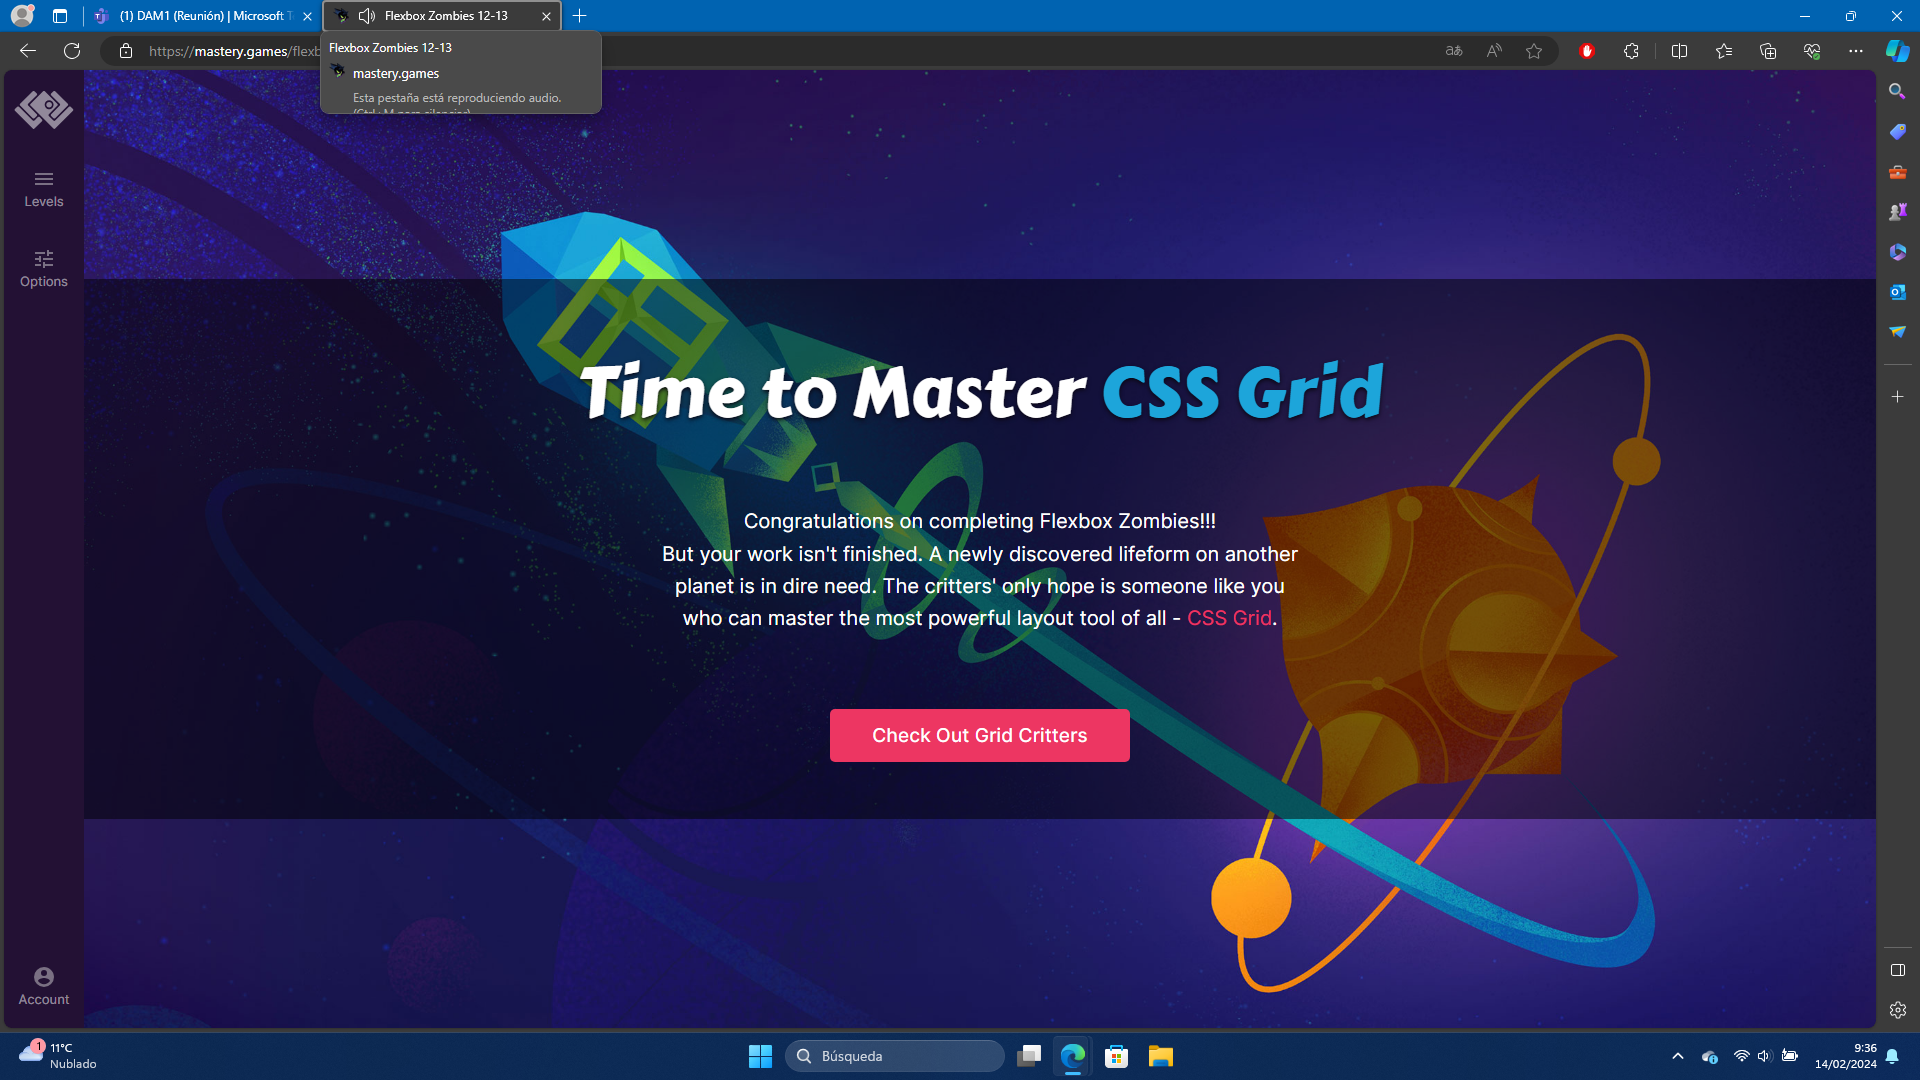 (1) DAM1 (Reunión) | Microsoft T
Flexbox Zombies 12-13
https://mastery.games/flexb
Flexbox Zombies 12-13
mastery.games
Esta pestaña está reproduciendo audio.
(Ctrl+M para silenciar)
Levels
Options
Time to Master CSS Grid
Congratulations on completing Flexbox Zombies!!!
But your work isn't finished. A newly discovered lifeform on another
planet is in dire need. The critters' only hope is someone like you
who can master the most powerful layout tool of all - CSS Grid.
Check Out Grid Critters
Account
1
11°C
Nublado
Búsqueda
9:36
14/02/2024